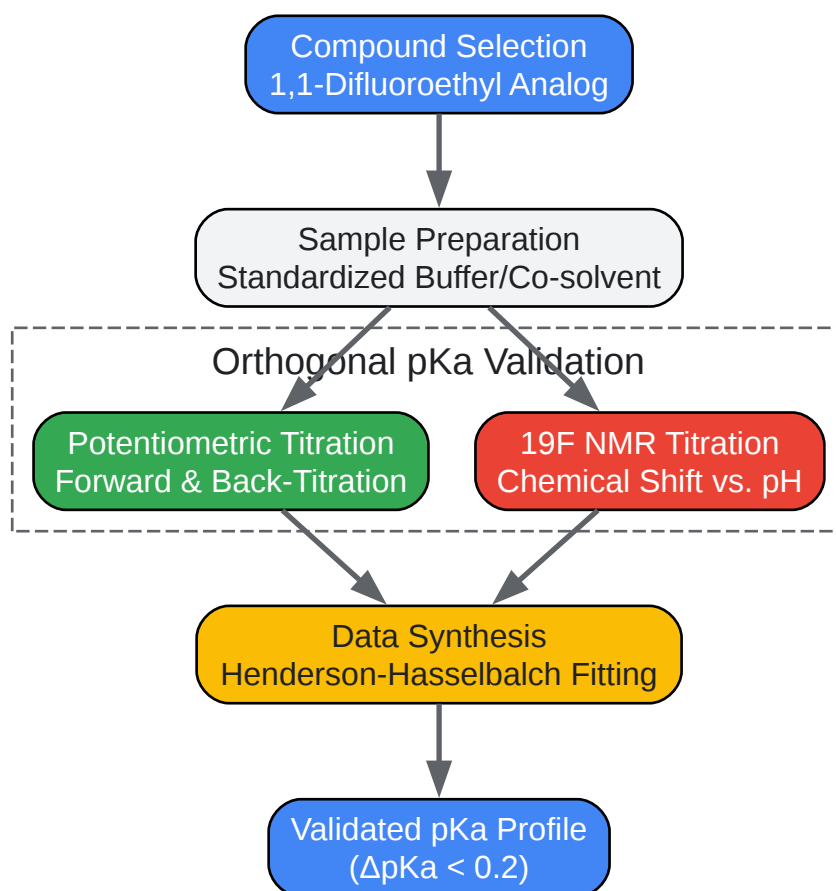 Compound Selection
1,1-Difluoroethyl Analog
Sample Preparation
Standardized Buffer/Co-solvent
Orthogonal pKa Validation
Potentiometric Titration
Forward & Back-Titration
19F NMR Titration
Chemical Shift vs. pH
Data Synthesis
Henderson-Hasselbalch Fitting
Validated pKa Profile
(ΔpKa < 0.2)